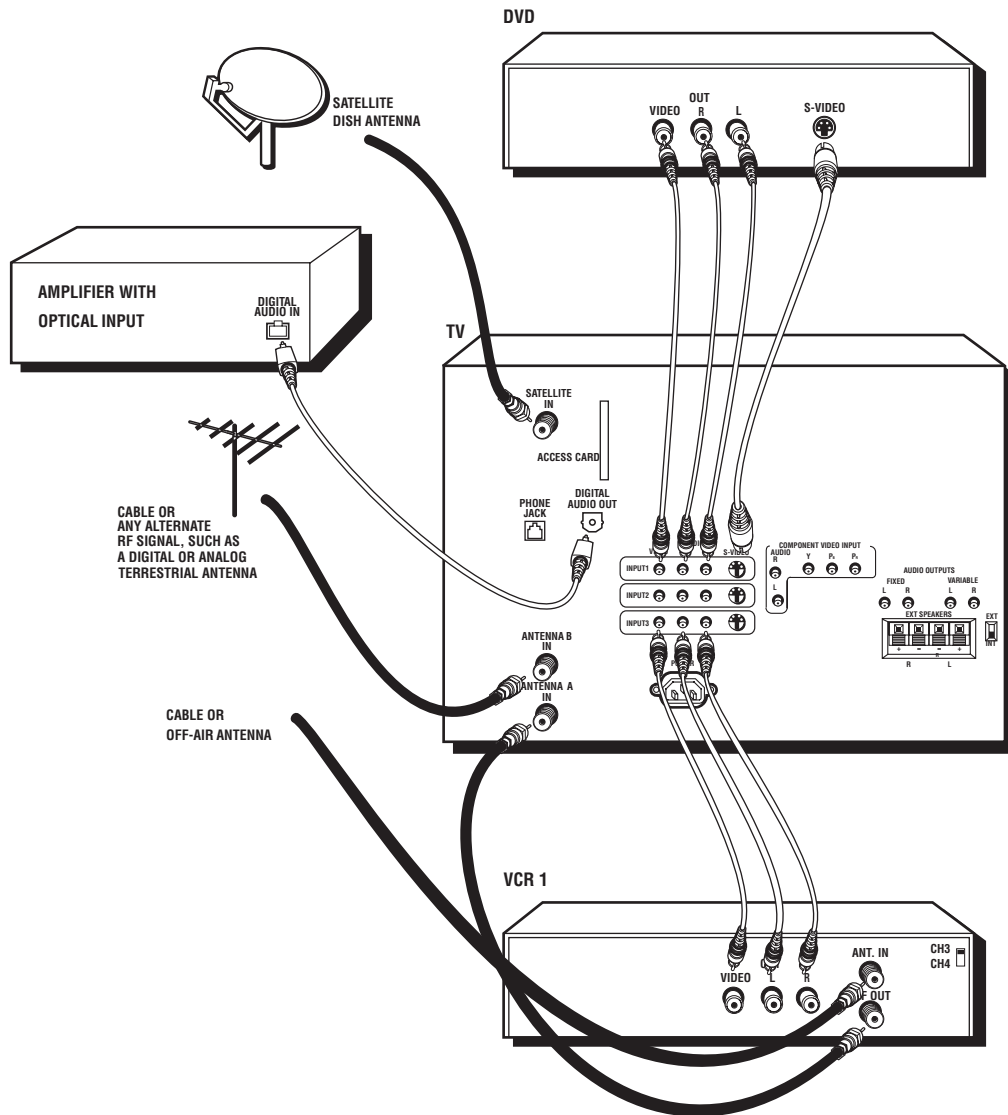 DVD
VIDEO
OUT
R
L
S-VIDEO
SATELLITE
DISH ANTENNA
AMPLIFIER WITH
OPTICAL INPUT
DIGITAL
AUDIO IN
TV
SATELLITE
IN
ACCESS CARD
PHONE
JACK
DIGITAL
AUDIO OUT
CABLE OR
ANY ALTERNATE
RF SIGNAL, SUCH AS
A DIGITAL OR ANALOG
TERRESTRIAL ANTENNA
S-VIDEO
INPUT1
INPUT2
INPUT3
COMPONENT VIDEO INPUT
AUDIO
R
Y
L
AUDIO OUTPUTS
FIXED
VARIABLE
L R
L R
EXT SPEAKERS
+ - - +
R
R L
EXT
INT
ANTENNA B
IN
ANTENNA A
IN
CABLE OR
OFF-AIR ANTENNA
VCR 1
VIDEO
L
R
ANT. IN
F OUT
CH3
CH4